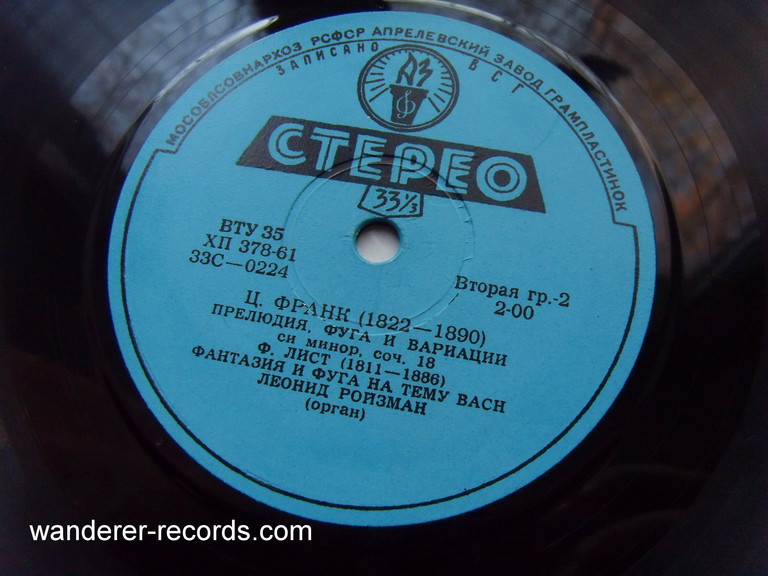 МОСОБЛСОВНАРХОЗ РСФСР АПРЕЛЕВСКИЙ ЗАВОД ГРАМПЛАСТИНОК
ЗАПИСАНО ВСГ
АЗ
СТЕРЕО
33⅓
ВТУ 35
ХП 378-61
33С—0224
Вторая гр.-2
2-00
Ц. ФРАНК (1822—1890)
ПРЕЛЮДИЯ, ФУГА И ВАРИАЦИИ
си минор, соч. 18
Ф. ЛИСТ (1811—1886)
ФАНТАЗИЯ И ФУГА НА ТЕМУ BACH
ЛЕОНИД РОЙЗМАН
(орган)
wanderer-records.com